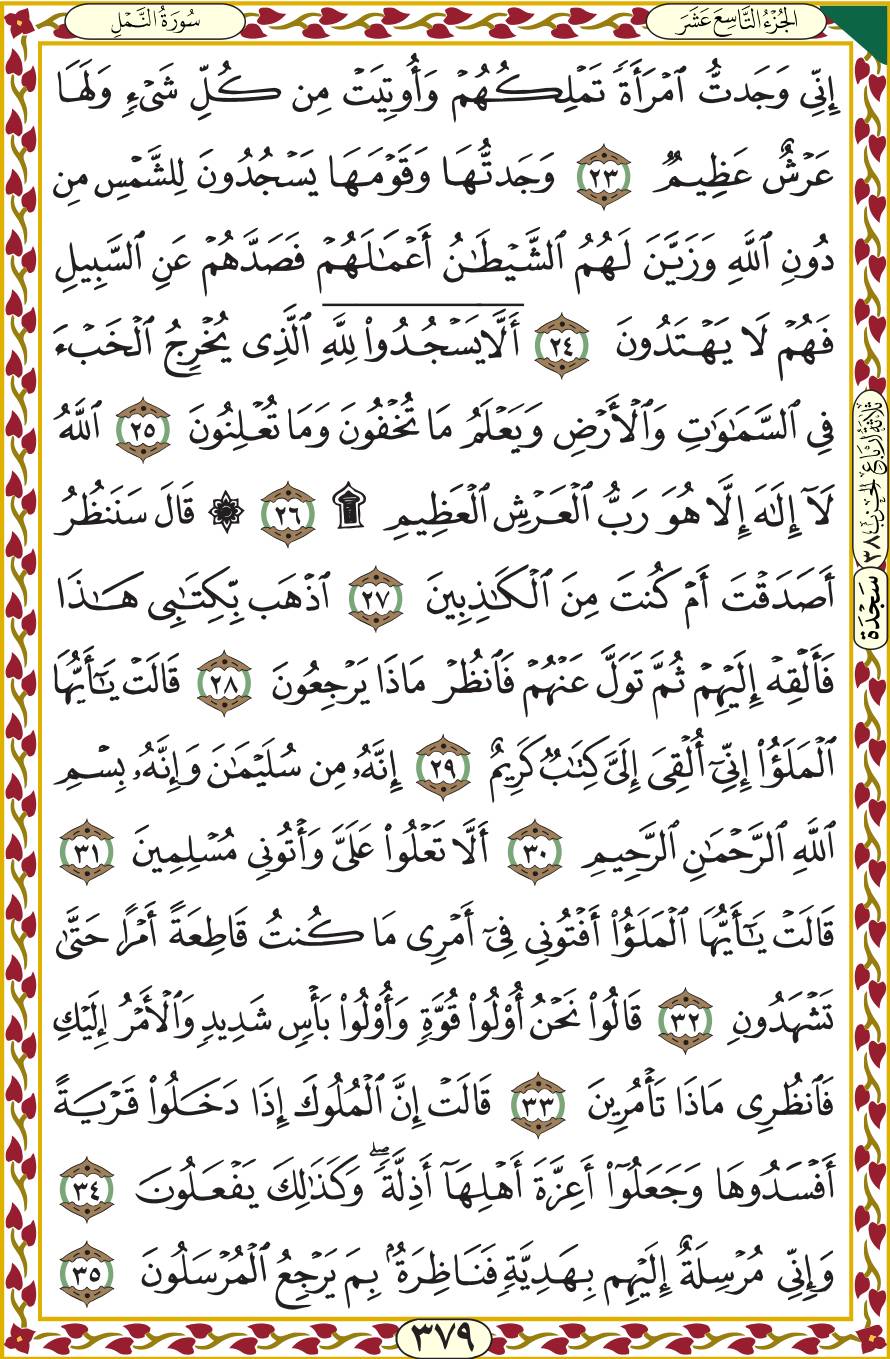 الجُزْءُ التَّاسِعَ عَشَرَ
سُورَةُ النَّمْلِ
إِنِّي وَجَدتُّ ٱمْرَأَةً تَمْلِكُهُمْ وَأُوتِيَتْ مِن كُلِّ شَىْءٍ وَلَهَا
عَرْشٌ عَظِيمٌ ٢٣ وَجَدتُّهَا وَقَوْمَهَا يَسْجُدُونَ لِلشَّمْسِ مِن
دُونِ ٱللَّهِ وَزَيَّنَ لَهُمُ ٱلشَّيْطَٰنُ أَعْمَٰلَهُمْ فَصَدَّهُمْ عَنِ ٱلسَّبِيلِ
فَهُمْ لَا يَهْتَدُونَ ٢٤ أَلَّا يَسْجُدُوا۟ لِلَّهِ ٱلَّذِى يُخْرِجُ ٱلْخَبْءَ
فِى ٱلسَّمَٰوَٰتِ وَٱلْأَرْضِ وَيَعْلَمُ مَا تُخْفُونَ وَمَا تُعْلِنُونَ ٢٥ ٱللَّهُ
لَآ إِلَٰهَ إِلَّا هُوَ رَبُّ ٱلْعَرْشِ ٱلْعَظِيمِ ۩ ٢٦ ۞ قَالَ سَنَنظُرُ
أَصَدَقْتَ أَمْ كُنتَ مِنَ ٱلْكَٰذِبِينَ ٢٧ ٱذْهَب بِّكِتَٰبِى هَٰذَا
فَأَلْقِهْ إِلَيْهِمْ ثُمَّ تَوَلَّ عَنْهُمْ فَٱنظُرْ مَاذَا يَرْجِعُونَ ٢٨ قَالَتْ يَٰٓأَيُّهَا
ٱلْمَلَؤُا۟ إِنِّىٓ أُلْقِىَ إِلَىَّ كِتَٰبٌ كَرِيمٌ ٢٩ إِنَّهُۥ مِن سُلَيْمَٰنَ وَإِنَّهُۥ بِسْمِ
ٱللَّهِ ٱلرَّحْمَٰنِ ٱلرَّحِيمِ ٣٠ أَلَّا تَعْلُوا۟ عَلَىَّ وَأْتُونِى مُسْلِمِينَ ٣١
قَالَتْ يَٰٓأَيُّهَا ٱلْمَلَؤُا۟ أَفْتُونِى فِىٓ أَمْرِى مَا كُنتُ قَاطِعَةً أَمْرًا حَتَّىٰ
تَشْهَدُونِ ٣٢ قَالُوا۟ نَحْنُ أُو۟لُوا۟ قُوَّةٍ وَأُو۟لُوا۟ بَأْسٍ شَدِيدٍ وَٱلْأَمْرُ إِلَيْكِ
فَٱنظُرِى مَاذَا تَأْمُرِينَ ٣٣ قَالَتْ إِنَّ ٱلْمُلُوكَ إِذَا دَخَلُوا۟ قَرْيَةً
أَفْسَدُوهَا وَجَعَلُوٓا۟ أَعِزَّةَ أَهْلِهَآ أَذِلَّةً ۖ وَكَذَٰلِكَ يَفْعَلُونَ ٣٤
وَإِنِّى مُرْسِلَةٌ إِلَيْهِم بِهَدِيَّةٍ فَنَاظِرَةٌۢ بِمَ يَرْجِعُ ٱلْمُرْسَلُونَ ٣٥
ثَلَاثَةُ أَرْبَاعِ الحِزْبِ ٣٨
سَجْدَة
٣٧٩